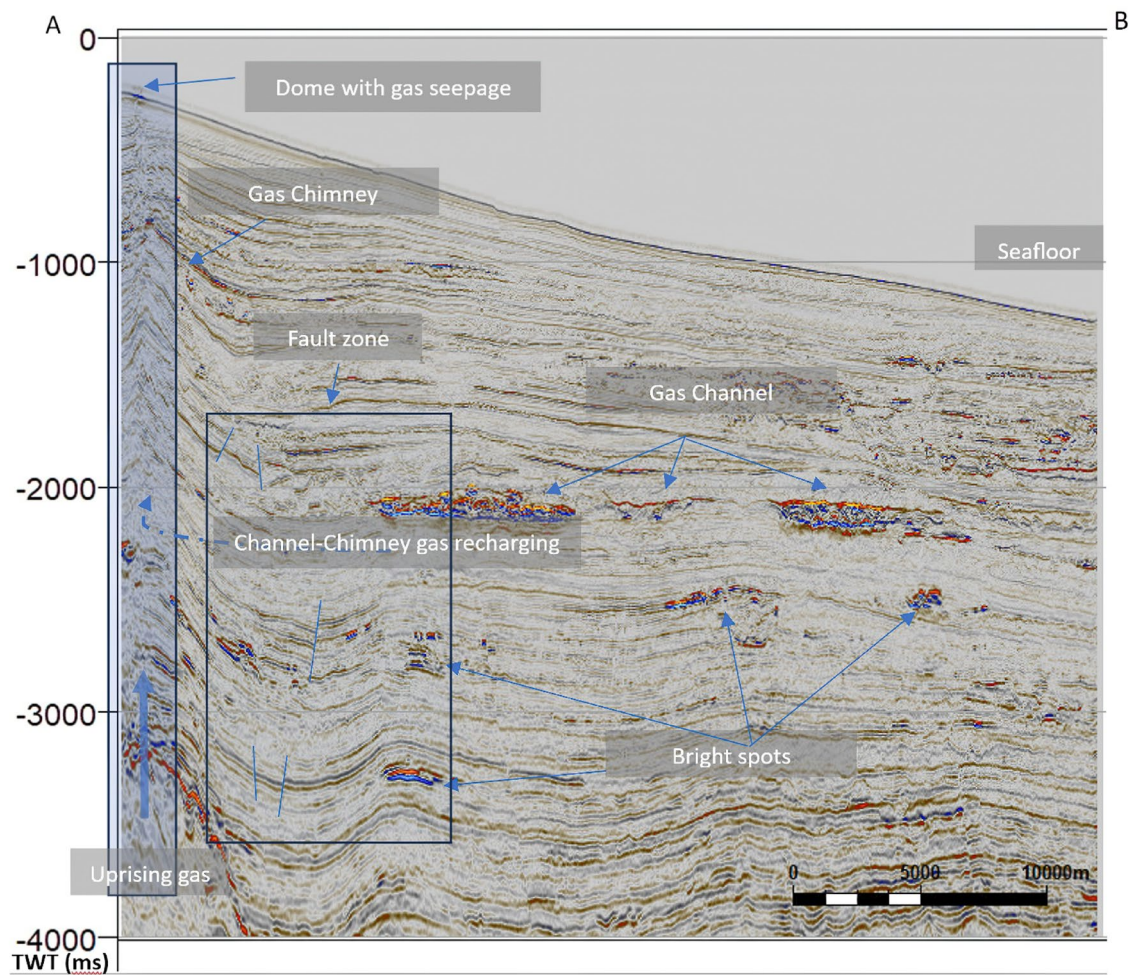 A
B
0
Dome with gas seepage
Gas Chimney
-1000
Seafloor
Fault zone
Gas Channel
-2000
Channel-Chimney gas recharging
-3000
Bright spots
Uprising gas
0 5000 10000m
-4000
TWT (ms)